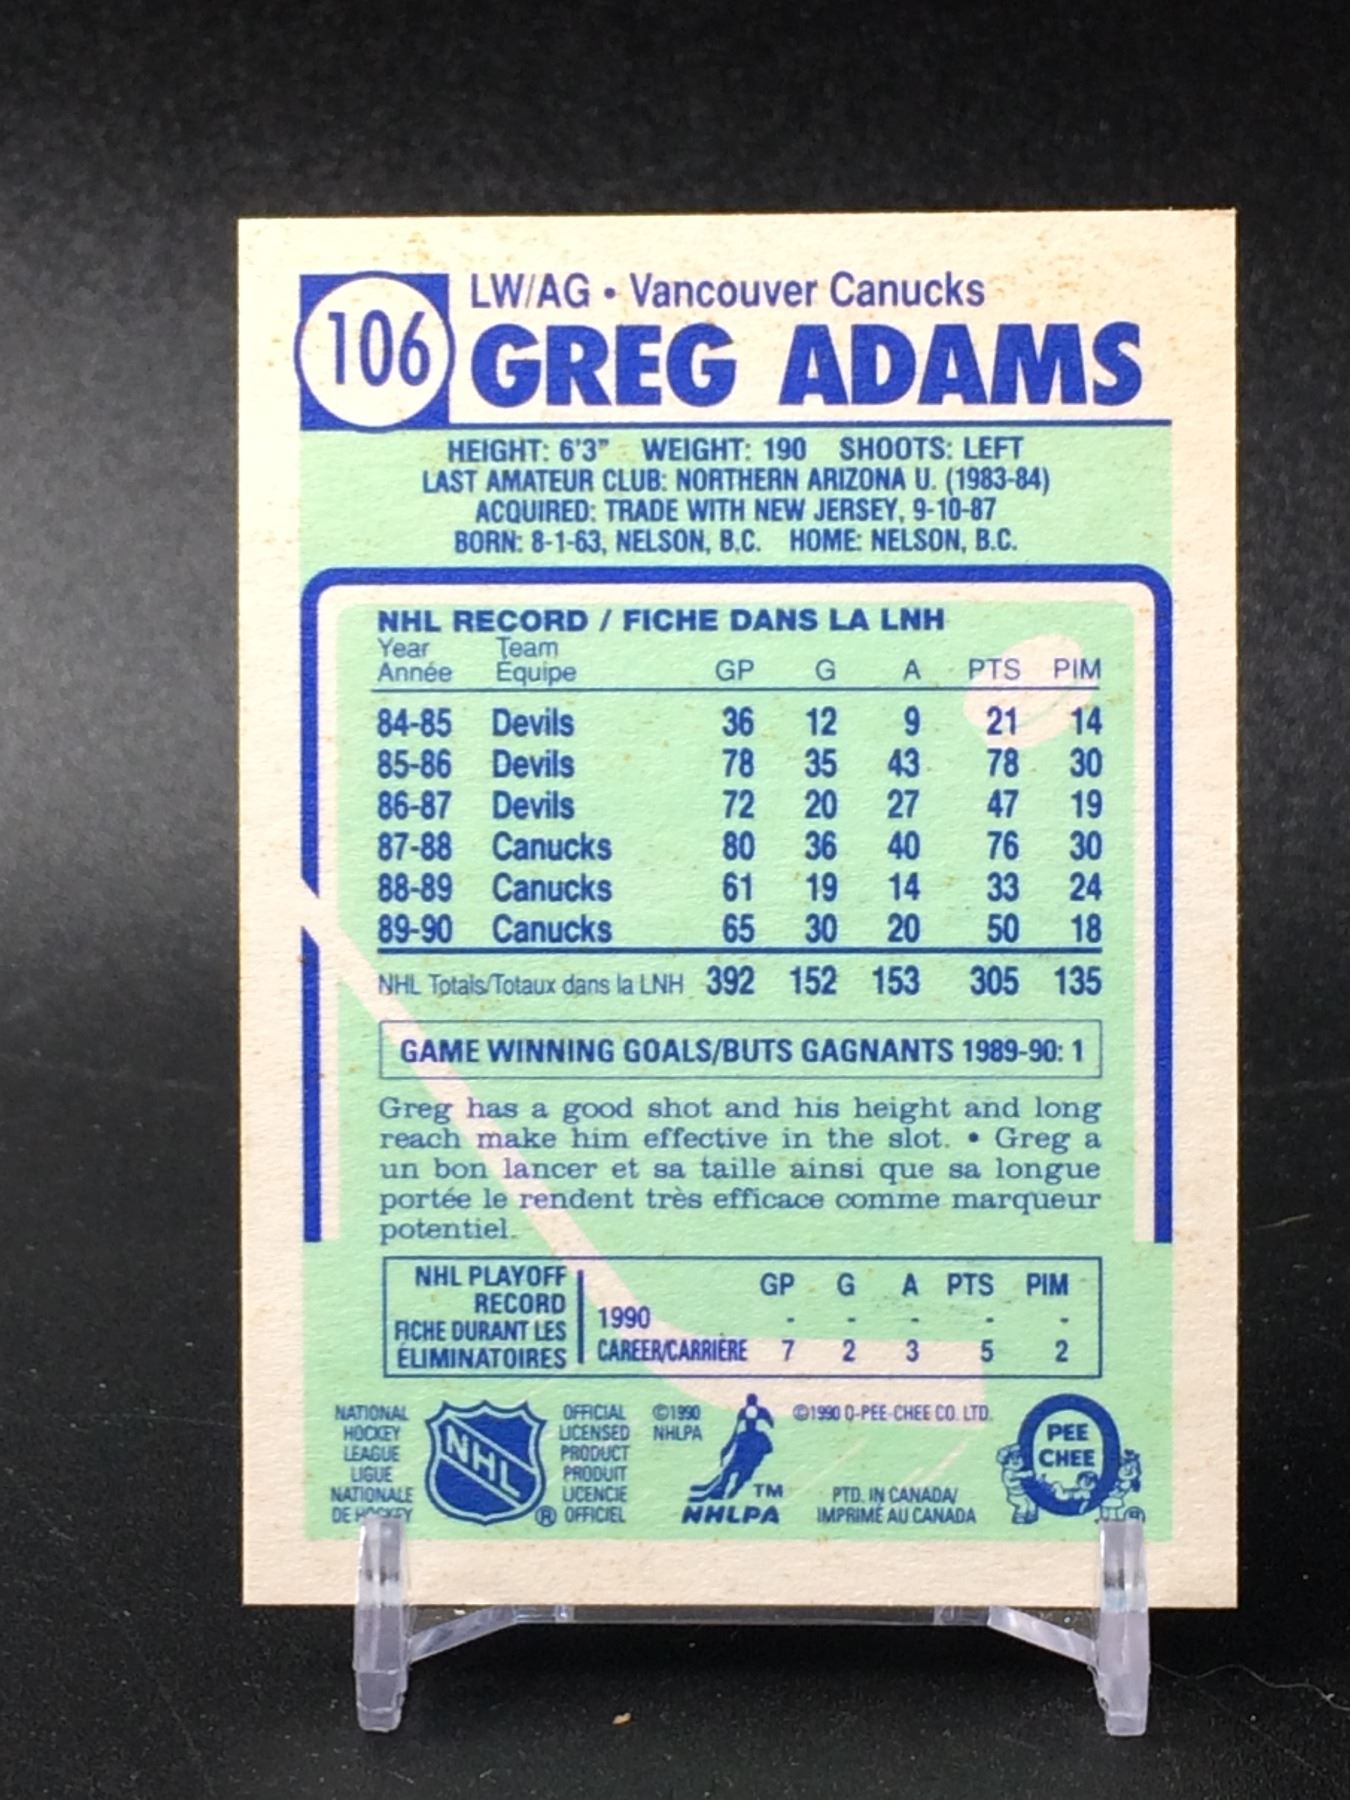 106
LW/AG • Vancouver Canucks
GREG ADAMS
HEIGHT: 6'3" WEIGHT: 190 SHOOTS: LEFT
LAST AMATEUR CLUB: NORTHERN ARIZONA U. (1983-84)
ACQUIRED: TRADE WITH NEW JERSEY, 9-10-87
BORN: 8-1-63, NELSON, B.C. HOME: NELSON, B.C.
NHL RECORD / FICHE DANS LA LNH
Year Team
Année Équipe GP G A PTS PIM
84-85 Devils 36 12 9 21 14
85-86 Devils 78 35 43 78 30
86-87 Devils 72 20 27 47 19
87-88 Canucks 80 36 40 76 30
88-89 Canucks 61 19 14 33 24
89-90 Canucks 65 30 20 50 18
NHL Totals/Totaux dans la LNH 392 152 153 305 135
GAME WINNING GOALS/BUTS GAGNANTS 1989-90: 1
Greg has a good shot and his height and long
reach make him effective in the slot. • Greg a
un bon lancer et sa taille ainsi que sa longue
portée le rendent très efficace comme marqueur
potentiel.
NHL PLAYOFF
RECORD
FICHE DURANT LES
ÉLIMINATOIRES
GP G A PTS PIM
1990 - - - - -
CAREER/CARRIÈRE 7 2 3 5 2
NATIONAL
HOCKEY
LEAGUE
LIGUE
NATIONALE
DE HOCKEY
NHL
®
OFFICIAL
LICENSED
PRODUCT
PRODUIT
LICENCIE
OFFICIEL
©1990
NHLPA
TM
NHLPA
©1990 O-PEE-CHEE CO. LTD.
PTD. IN CANADA/
IMPRIMÉ AU CANADA
O
PEE
CHEE
®